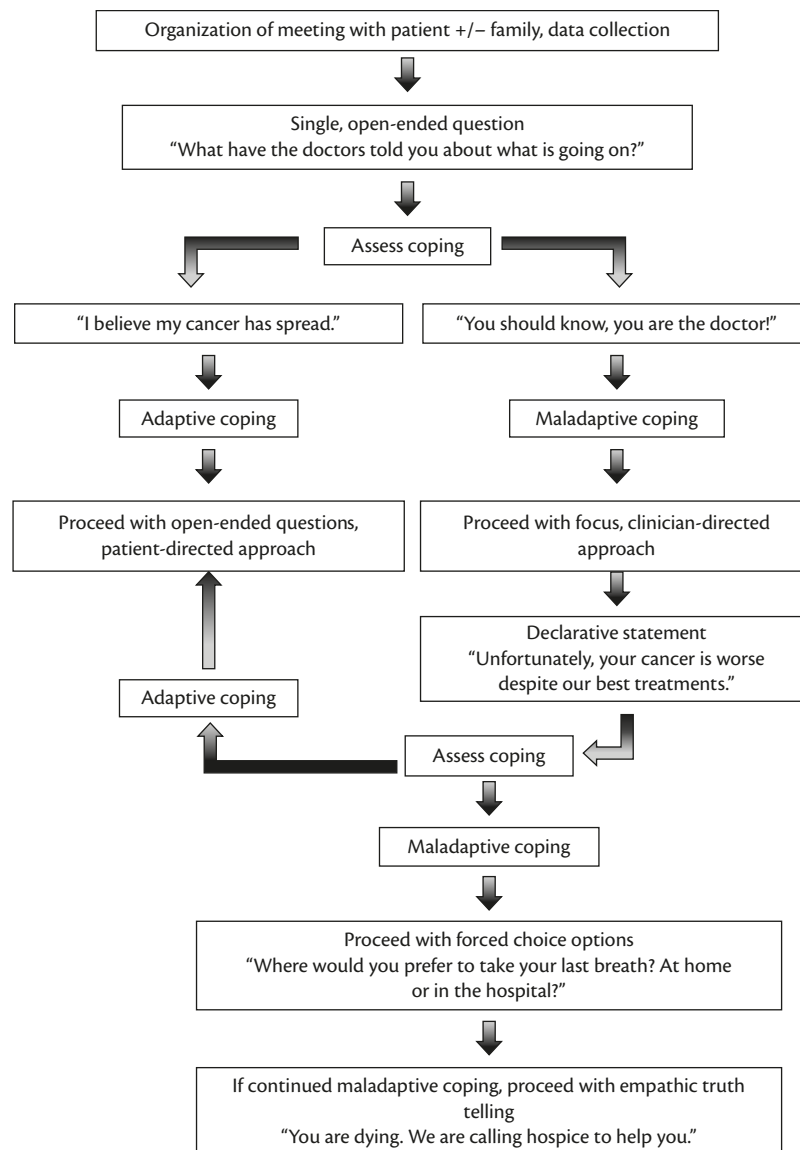 Organization of meeting with patient +/− family, data collection
Single, open-ended question
“What have the doctors told you about what is going on?”
Assess coping
“I believe my cancer has spread.”
“You should know, you are the doctor!”
Adaptive coping
Maladaptive coping
Proceed with open-ended questions,
patient-directed approach
Proceed with focus, clinician-directed
approach
Declarative statement
“Unfortunately, your cancer is worse
despite our best treatments.”
Adaptive coping
Assess coping
Maladaptive coping
Proceed with forced choice options
“Where would you prefer to take your last breath? At home
or in the hospital?”
If continued maladaptive coping, proceed with empathic truth
telling
“You are dying. We are calling hospice to help you.”